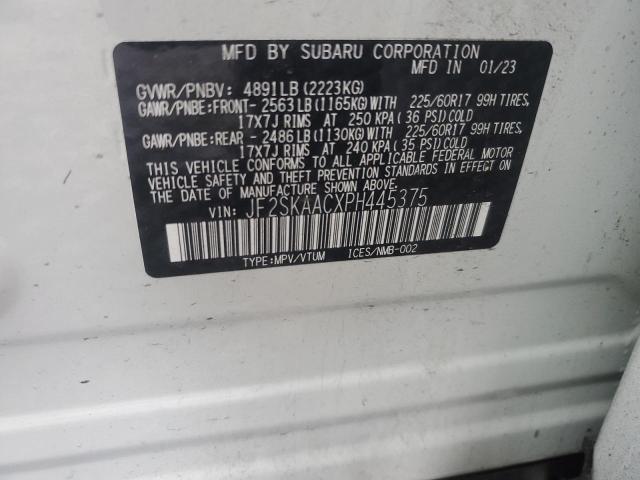 MFD BY SUBARU CORPORATION
MFD IN 01/23
GVWR/PNBV: 4891LB (2223KG)
GAWR/PNBE:FRONT- 2563LB(1165KG)WITH 225/60R17 99H TIRES,
17X7J RIMS AT 250 KPA(36 PSI)COLD
GAWR/PNBE:REAR - 2486LB(1130KG)WITH 225/60R17 99H TIRES,
17X7J RIMS AT 240 KPA(35 PSI)COLD
THIS VEHICLE CONFORMS TO ALL APPLICABLE FEDERAL MOTOR
VEHICLE SAFETY AND THEFT PREVENTION STANDARDS IN EFFECT ON
THE DATE OF MANUFACTURE SHOWN ABOVE.
VIN: JF2SKAACXPH445375
TYPE:MPV/VTUM ICES/NMB-002